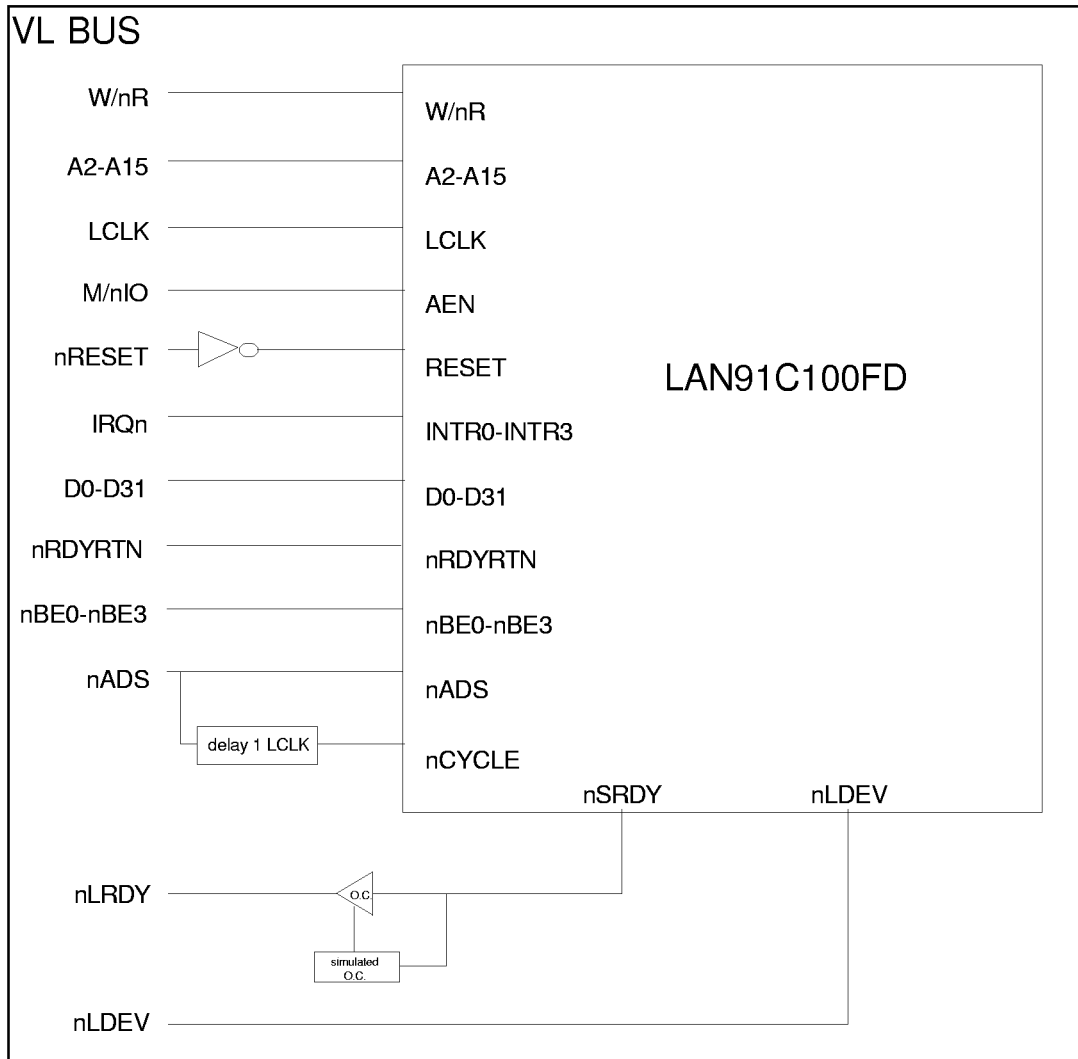 VL BUS
W/nR
W/nR
A2-A15
A2-A15
LCLK
LCLK
M/nIO
AEN
nRESET
RESET
LAN91C100FD
IRQn
INTR0-INTR3
D0-D31
D0-D31
nRDYRTN
nRDYRTN
nBE0-nBE3
nBE0-nBE3
nADS
nADS
delay 1 LCLK
nCYCLE
nSRDY
nLDEV
nLRDY
O.C.
simulated
O.C.
nLDEV